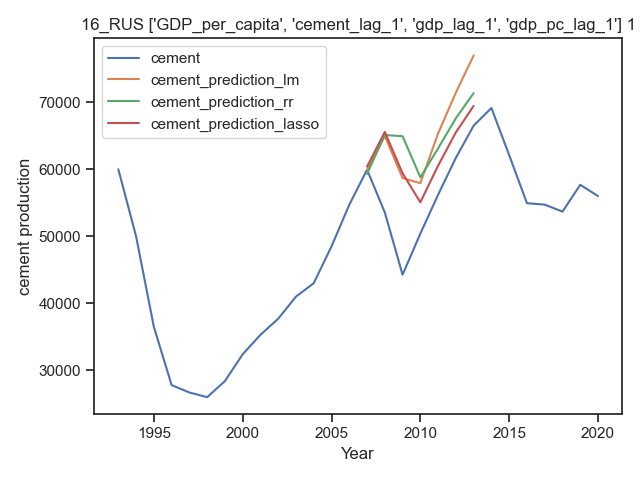 16_RUS ['GDP_per_capita', 'cement_lag_1', 'gdp_lag_1', 'gdp_pc_lag_1'] 1
cement
cement_prediction_lm
cement_prediction_rr
cement_prediction_lasso
70000
60000
50000
40000
30000
cement production
1995
2000
2005
2010
2015
2020
Year